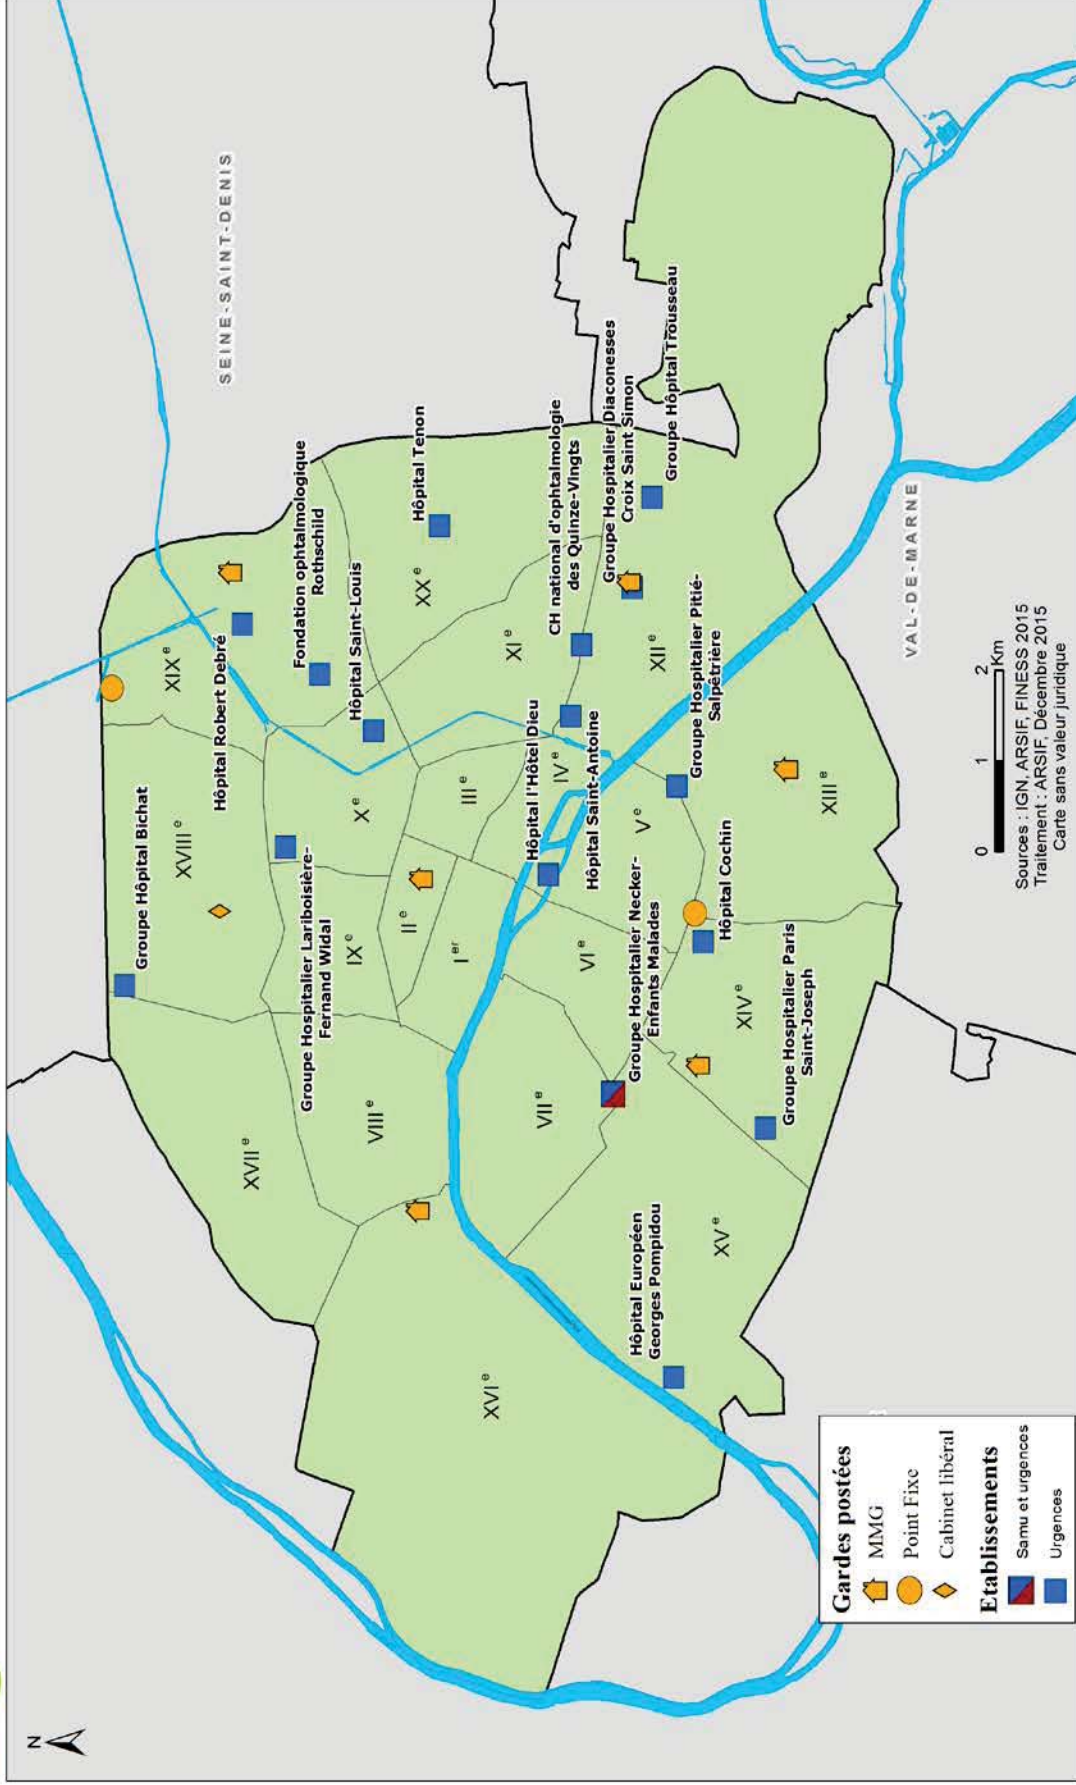 N
SEINE-SAINT-DENIS
Groupe Hôpital Bichat
XVIII e
XIX e
Hôpital Robert Debré
Fondation ophtalmologique
Rothschild
Hôpital Saint-Louis
Groupe Hospitalier Lariboisière-
Fernand Widal
XVII e
VIII e
IX e
X e
Hôpital Tenon
XX e
II e
III e
I er
XI e
XVI e
CH national d'ophtalmologie
des Quinze-Vingts
Hôpital l'Hôtel Dieu
IV e
Hôpital Saint-Antoine
Groupe Hospitalier Diaconesses
Croix Saint Simon
Groupe Hôpital Trousseau
VII e
VI e
V e
XII e
Groupe Hospitalier Necker-
Enfants Malades
Groupe Hospitalier Pitié-
Salpétrière
Hôpital Européen
Georges Pompidou
XV e
XIV e
Hôpital Cochin
Groupe Hospitalier Paris
Saint-Joseph
XIII e
VAL-DE-MARNE
Gardes postées
MMG
Point Fixe
Cabinet libéral
Etablissements
Samu et urgences
Urgences
0 1 2
Km
Sources : IGN, ARSIF, FINESS 2015
Traitement : ARSIF, Décembre 2015
Carte sans valeur juridique